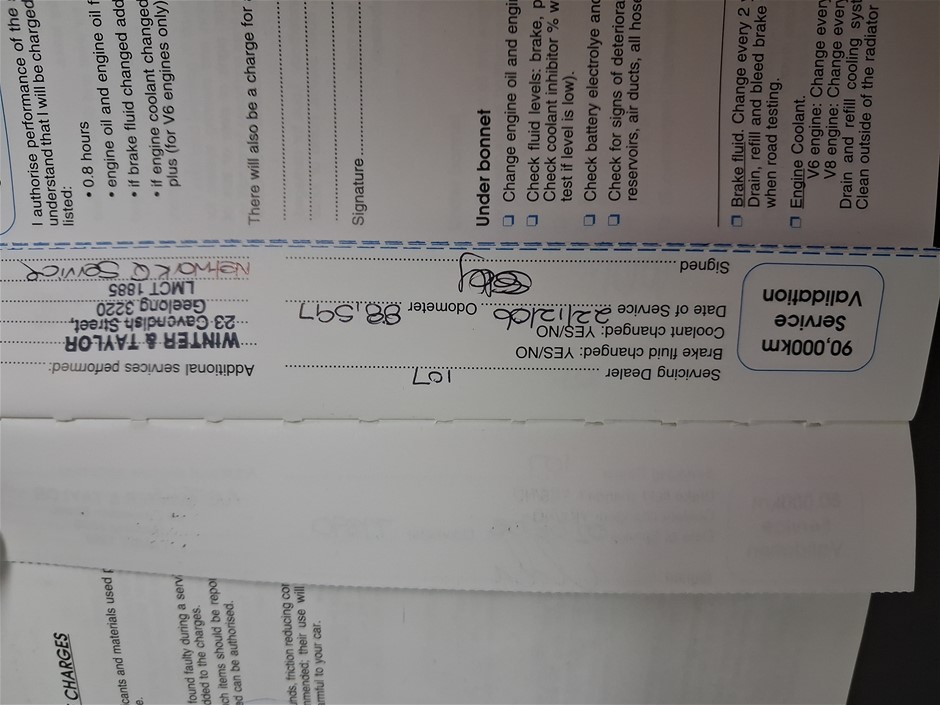 I authorise performance of the
understand that I will be charged
listed:
• 0.8 hours
• engine oil and engine oil f
• brake fluid changed add
• if engine coolant changed
plus (for V6 engines only)
There will also be a charge for
Signature
Under bonnet
Change engine oil and engin
Check fluid levels: brake, p
Check coolant inhibitor % w
test if level is low).
Check battery electrolye and
Check for signs of deteriora
reservoirs, air ducts, all hose
Brake fluid. Change every 2
Drain, refill and bleed brake
when road testing.
Engine Coolant.
V6 engine: Change every
V8 engine: Change every
Drain and refill cooling syst
Clean outside of the radiator
90,000km
Service
Validation
Servicing Dealer 107
Brake fluid changed: YES/NO
Coolant changed: YES/NO
Date of Service 22/12/06 Odometer 88,597
Signed
Additional services performed:
WINTER & TAYLOR
23 Cavendish Street,
Geelong 3220
LMCT 1885
Network Q Service
CHARGES
cants and materials used
e.
found faulty during a serv
dded to the charges.
ch items should be repo
ed can be authorised.
nds, friction reducing co
mmended; their use will
armful to your car.